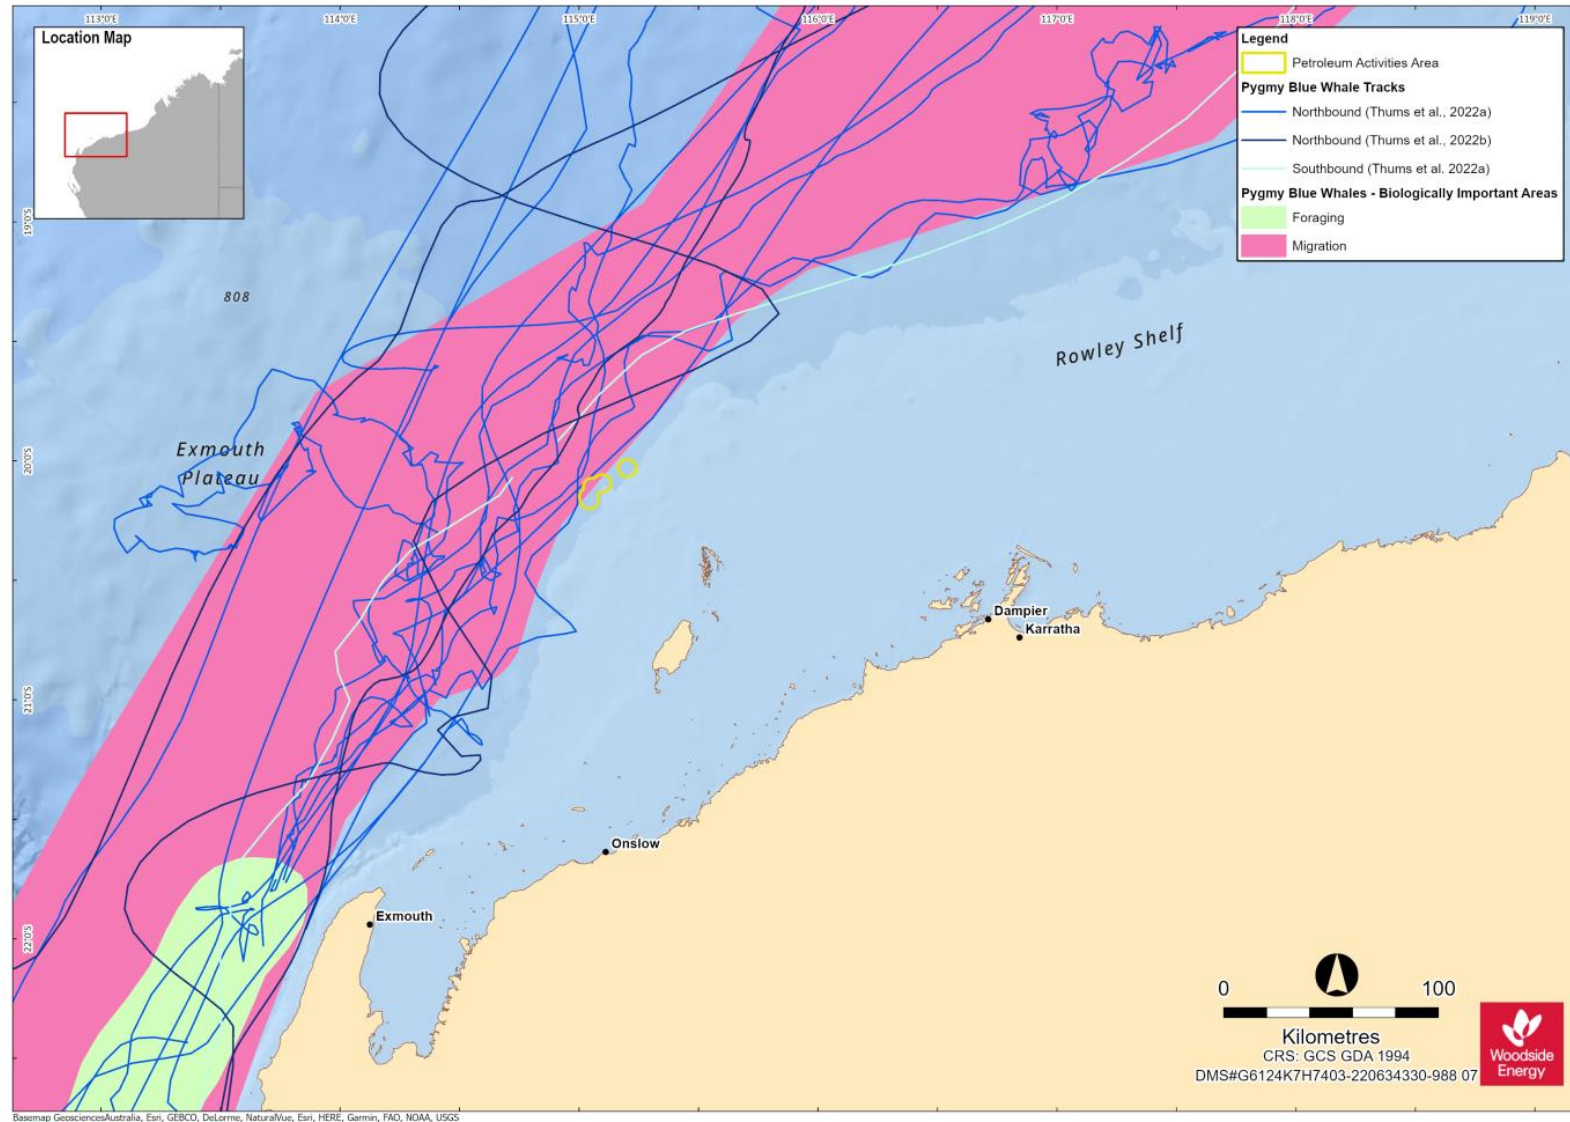 113°0'E
114°0'E
115°0'E
116°0'E
117°0'E
118°0'E
119°0'E
Location Map
Legend
Petroleum Activities Area
Pygmy Blue Whale Tracks
Northbound (Thums et al., 2022a)
Northbound (Thums et al., 2022b)
Southbound (Thums et al. 2022a)
Pygmy Blue Whales - Biologically Important Areas
Foraging
Migration
19°0'S
808
Rowley Shelf
Exmouth
Plateau
20°0'S
Dampier
Karratha
21°0'S
Onslow
Exmouth
22°0'S
0 100
Kilometres
CRS: GCS GDA 1994
DMS#G6124K7H7403-220634330-988 07
Woodside
Energy
Basemap GeosciencesAustralia, Esri, GEBCO, DeLorme, NaturalVue, Esri, HERE, Garmin, FAO, NOAA, USGS